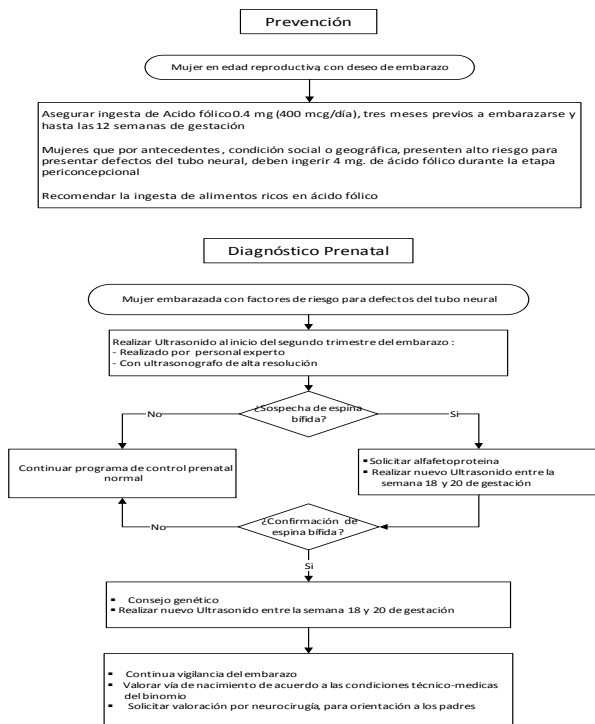 Prevención
Mujer en edad reproductiva, con deseo de embarazo
Asegurar ingesta de Acido fólico 0.4 mg (400 mcg/día), tres meses previos a embarazarse y
hasta las 12 semanas de gestación
Mujeres que por antecedentes, condición social o geográfica, presenten alto riesgo para
presentar defectos del tubo neural, deben ingerir 4 mg. de ácido fólico durante la etapa
periconcepcional
Recomendar la ingesta de alimentos ricos en ácido fólico
Diagnóstico Prenatal
Mujer embarazada con factores de riesgo para defectos del tubo neural
Realizar Ultrasonido al inicio del segundo trimestre del embarazo :
- Realizado por personal experto
- Con ultrasonografo de alta resolución
¿Sospecha de espina
bífida?
No
Si
Continuar programa de control prenatal
normal
▪ Solicitar alfafetoproteina
▪ Realizar nuevo Ultrasonido entre la
semana 18 y 20 de gestación
¿Confirmación de
espina bífida?
No
Si
▪ Consejo genético
▪ Realizar nuevo Ultrasonido entre la semana 18 y 20 de gestación
▪ Continua vigilancia del embarazo
▪ Valorar vía de nacimiento de acuerdo a las condiciones técnico-medicas
del binomio
▪ Solicitar valoración por neurocirugía, para orientación a los padres